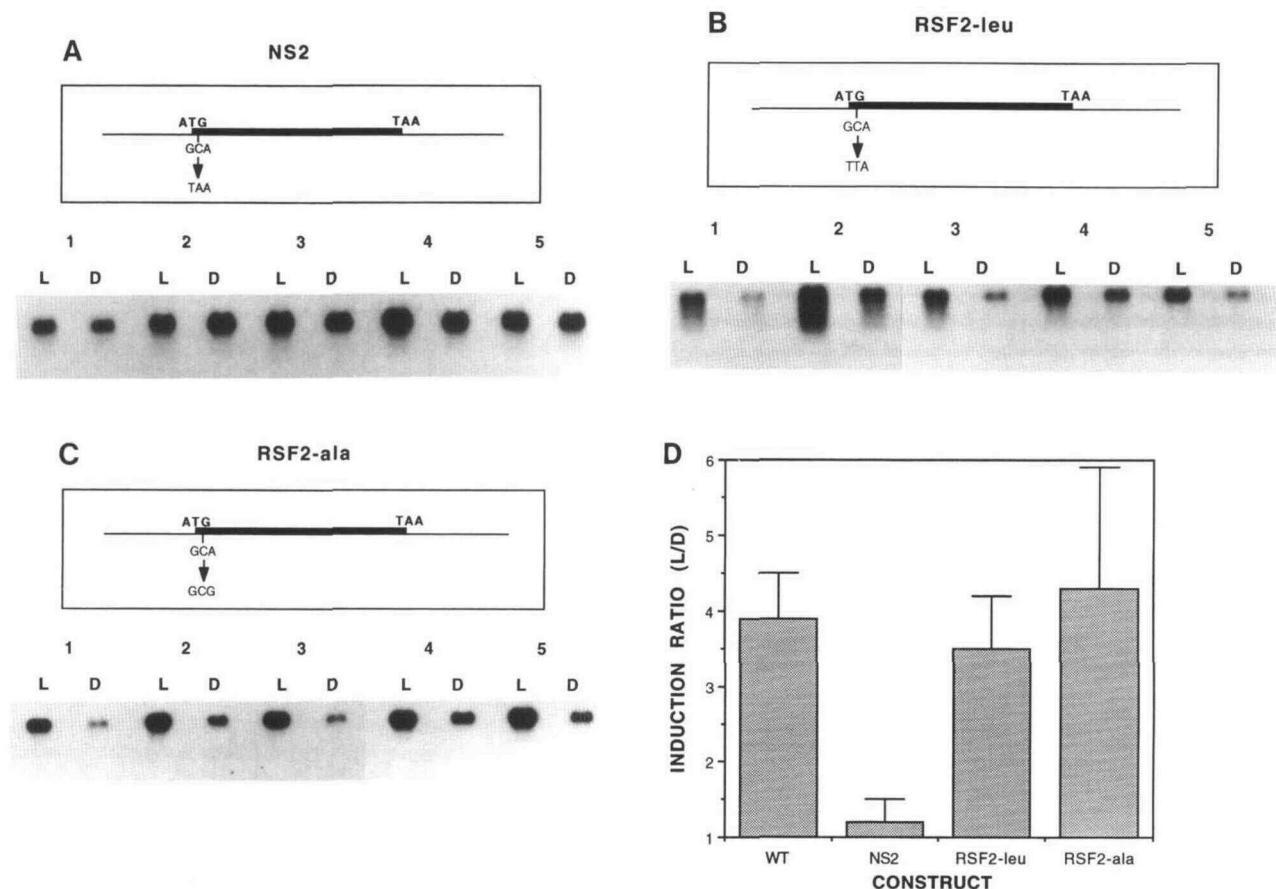 A
NS2
ATG TAA
GCA
TAA
1 2 3 4 5
L D L D L D L D L D
B
RSF2-leu
ATG TAA
GCA
TTA
1 2 3 4 5
L D L D L D L D L D
C
RSF2-ala
ATG TAA
GCA
GCG
1 2 3 4 5
L D L D L D L D L D
D
INDUCTION RATIO (L/D)
6
5
4
3
2
1
WT NS2 RSF2-leu RSF2-ala
CONSTRUCT